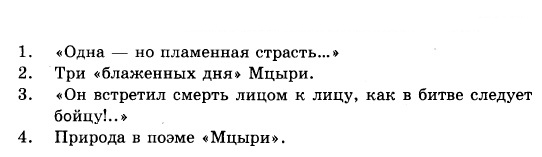 1. «Одна — но пламенная страсть...»
2. Три «блаженных дня» Мцыри.
3. «Он встретил смерть лицом к лицу, как в битве следует
бойцу!..»
4. Природа в поэме «Мцыри».